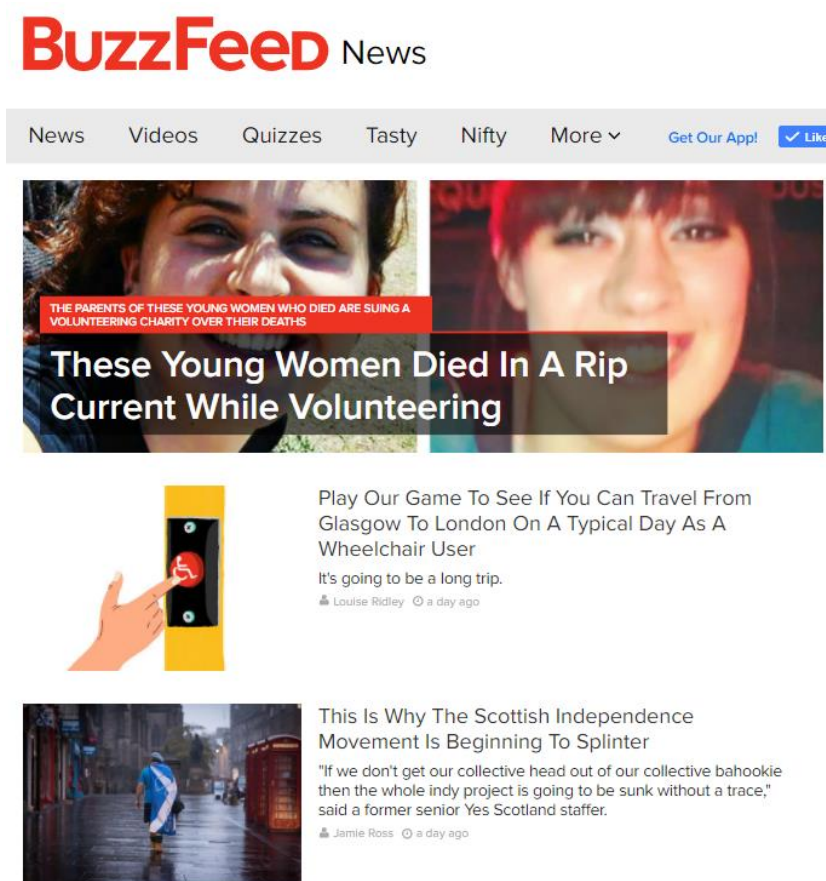 BuzzFeed News
News Videos Quizzes Tasty Nifty More Get Our App! Like
THE PARENTS OF THESE YOUNG WOMEN WHO DIED ARE SUING A
VOLUNTEERING CHARITY OVER THEIR DEATHS
These Young Women Died In A Rip
Current While Volunteering
Play Our Game To See If You Can Travel From
Glasgow To London On A Typical Day As A
Wheelchair User
It's going to be a long trip.
Louise Ridley a day ago
This Is Why The Scottish Independence
Movement Is Beginning To Splinter
"If we don't get our collective head out of our collective bahookie
then the whole indy project is going to be sunk without a trace,"
said a former senior Yes Scotland staffer.
Jamie Ross a day ago